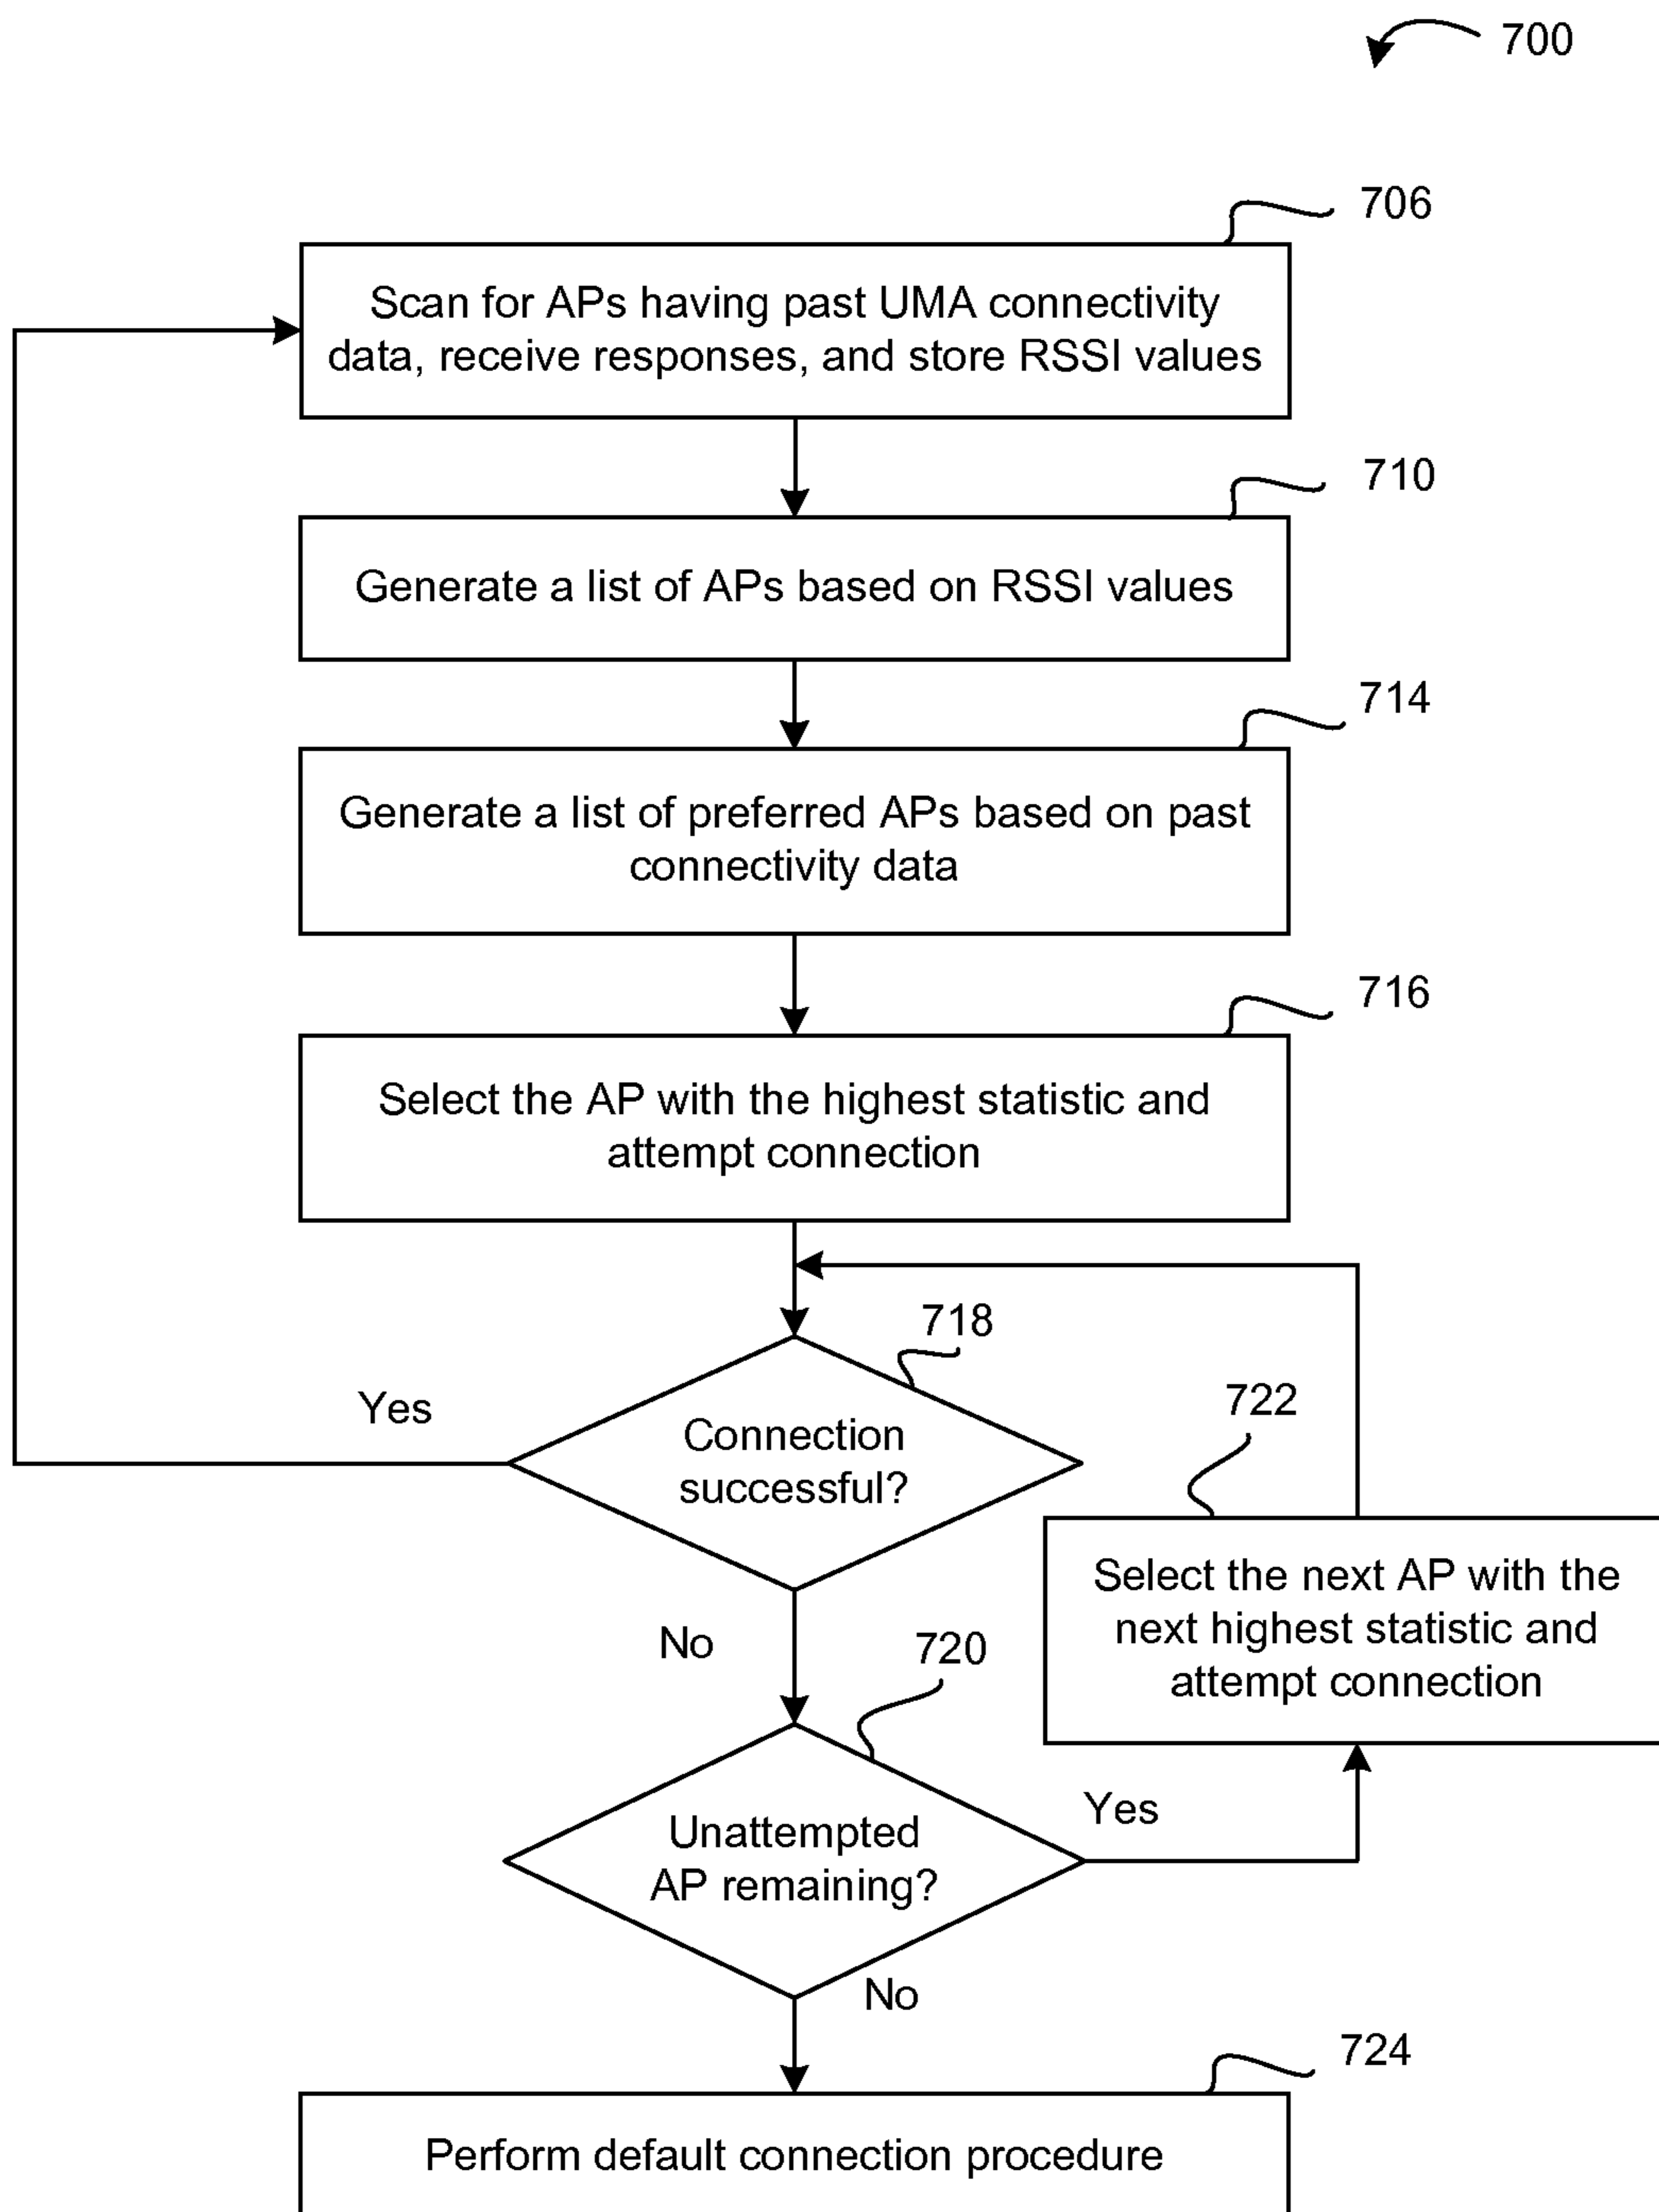 700
706
Scan for APs having past UMA connectivity
data, receive responses, and store RSSI values
710
Generate a list of APs based on RSSI values
714
Generate a list of preferred APs based on past
connectivity data
716
Select the AP with the highest statistic and
attempt connection
718
Connection
successful?
Yes
No
722
Select the next AP with the
next highest statistic and
attempt connection
720
Unattempted
AP remaining?
Yes
No
724
Perform default connection procedure